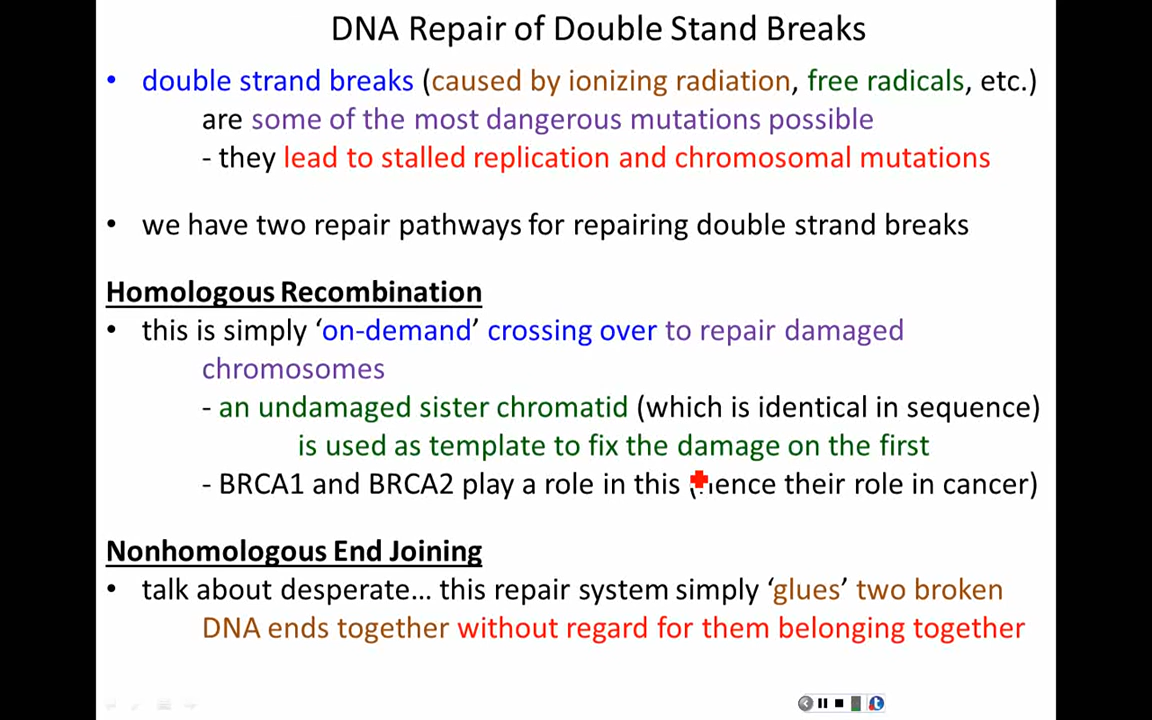 DNA Repair of Double Stand Breaks
• double strand breaks (caused by ionizing radiation, free radicals, etc.)
are some of the most dangerous mutations possible
- they lead to stalled replication and chromosomal mutations
• we have two repair pathways for repairing double strand breaks
Homologous Recombination
• this is simply ‘on-demand’ crossing over to repair damaged
chromosomes
- an undamaged sister chromatid (which is identical in sequence)
is used as template to fix the damage on the first
- BRCA1 and BRCA2 play a role in this (hence their role in cancer)
Nonhomologous End Joining
• talk about desperate... this repair system simply ‘glues’ two broken
DNA ends together without regard for them belonging together